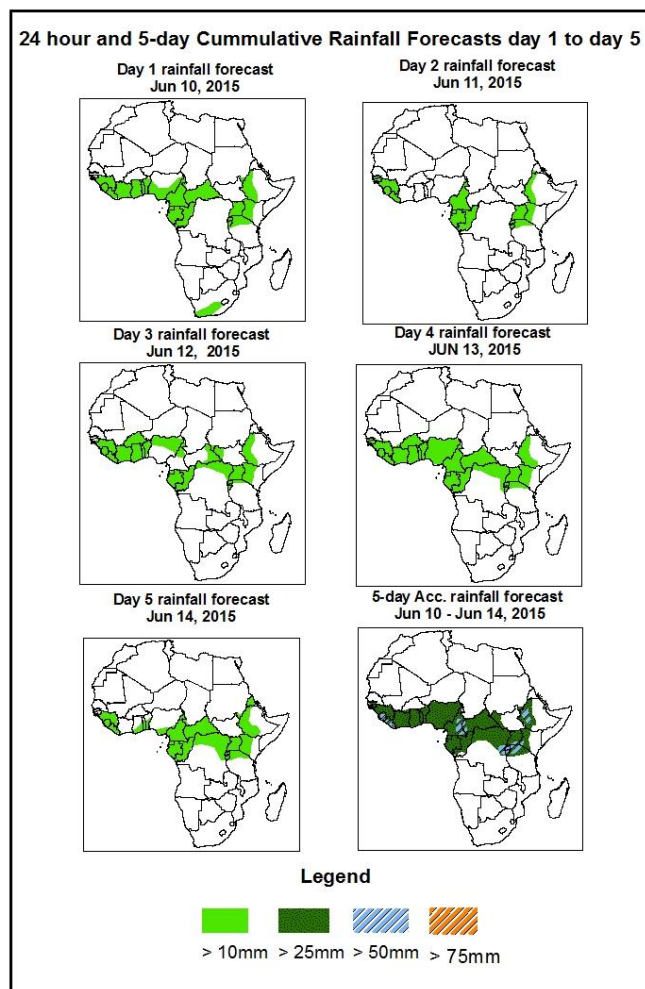 24 hour and 5-day Cummulative Rainfall Forecasts day 1 to day 5
Day 1 rainfall forecast
Jun 10, 2015
Day 2 rainfall forecast
Jun 11, 2015
Day 3 rainfall forecast
Jun 12, 2015
Day 4 rainfall forecast
JUN 13, 2015
Day 5 rainfall forecast
Jun 14, 2015
5-day Acc. rainfall forecast
Jun 10 - Jun 14, 2015
Legend
> 10mm > 25mm > 50mm > 75mm